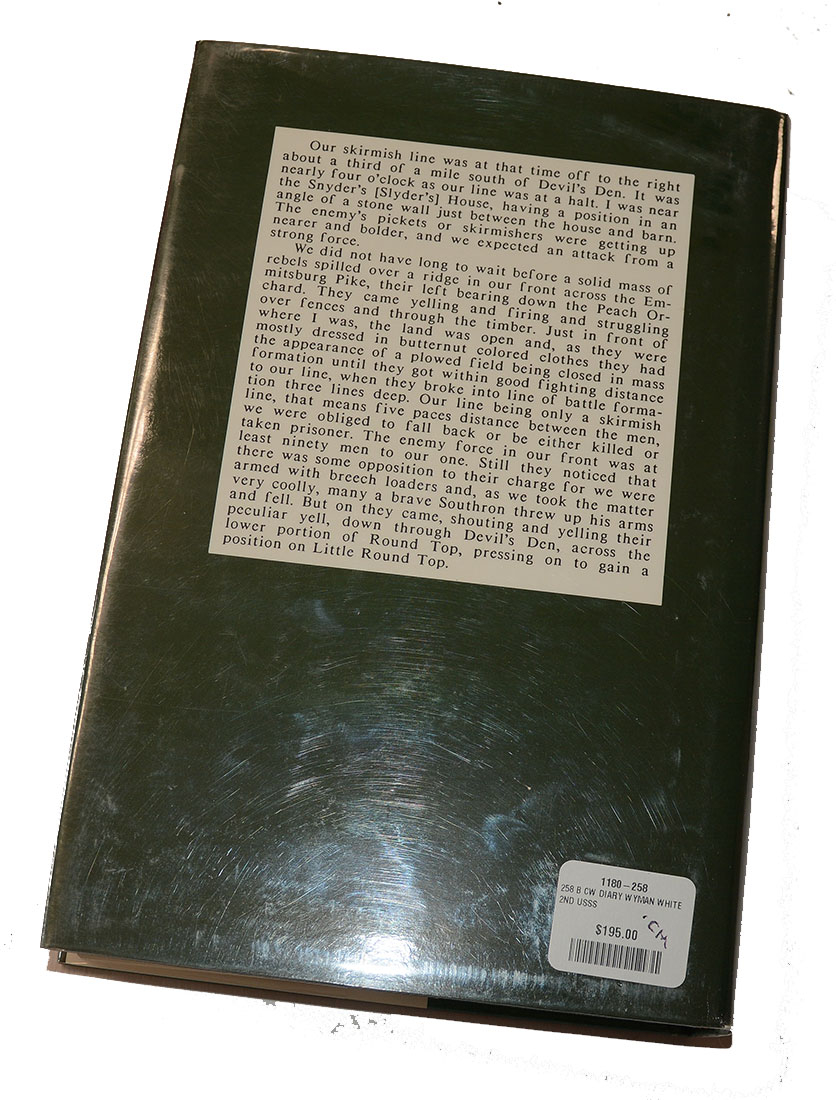 Our skirmish line was at that time off to the right
about a third of a mile south of Devil's Den. It was
nearly four o'clock as our line was at a halt. I was near
the Snyder's [Slyder's] House, having a position in an
angle of a stone wall just between the house and barn.
The enemy's pickets or skirmishers were getting up
nearer and bolder, and we expected an attack from a
strong force.
We did not have long to wait before a solid mass of
rebels spilled over a ridge in our front across the Em-
mitsburg Pike, their left bearing down the Peach Or-
chard. They came yelling and firing and struggling
over fences and through the timber. Just in front of
where I was, the land was open and, as they were
mostly dressed in butternut colored clothes they had
the appearance of a plowed field being closed in mass
formation until they got within good fighting distance
to our line, when they broke into line of battle forma-
tion three lines deep. Our line being only a skirmish
line, that means five paces distance between the men,
we were obliged to fall back or be either killed or
taken prisoner. The enemy force in our front was at
least ninety men to our one. Still they noticed that
there was some opposition to their charge for we were
armed with breech loaders and, as we took the matter
very coolly, many a brave Southron threw up his arms
and fell. But on they came, shouting and yelling their
peculiar yell, down through Devil's Den, across the
lower portion of Round Top, pressing on to gain a
position on Little Round Top.
1180-258
258 B CW DIARY WYMAN WHITE
2ND USSS
$195.00
CM